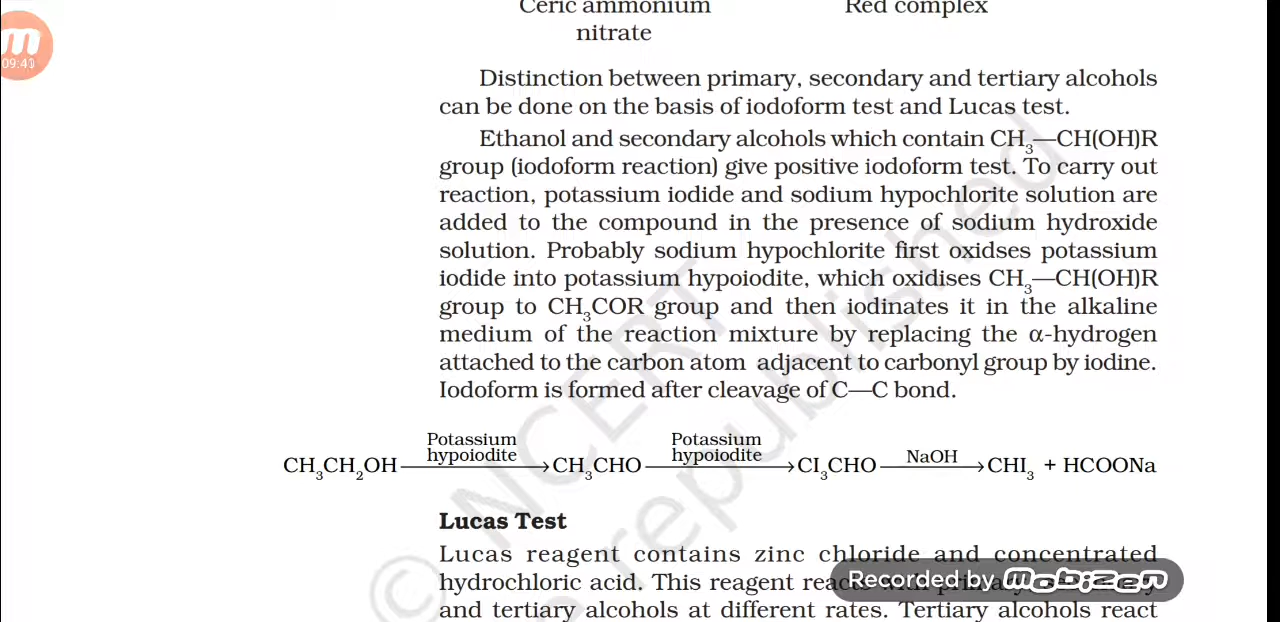 Ceric ammonium Red complex
nitrate
09:41
Distinction between primary, secondary and tertiary alcohols
can be done on the basis of iodoform test and Lucas test.
Ethanol and secondary alcohols which contain CH₃—CH(OH)R
group (iodoform reaction) give positive iodoform test. To carry out
reaction, potassium iodide and sodium hypochlorite solution are
added to the compound in the presence of sodium hydroxide
solution. Probably sodium hypochlorite first oxidses potassium
iodide into potassium hypoiodite, which oxidises CH₃—CH(OH)R
group to CH₃COR group and then iodinates it in the alkaline
medium of the reaction mixture by replacing the α-hydrogen
attached to the carbon atom adjacent to carbonyl group by iodine.
Iodoform is formed after cleavage of C—C bond.
Potassium Potassium
hypoiodite hypoiodite NaOH
CH₃CH₂OH → CH₃CHO → CI₃CHO → CHI₃ + HCOONa
Lucas Test
Lucas reagent contains zinc chloride and concentrated
hydrochloric acid. This reagent
and tertiary alcohols at different rates. Tertiary alcohols react
Recorded by mobizen
© NCERT
republished